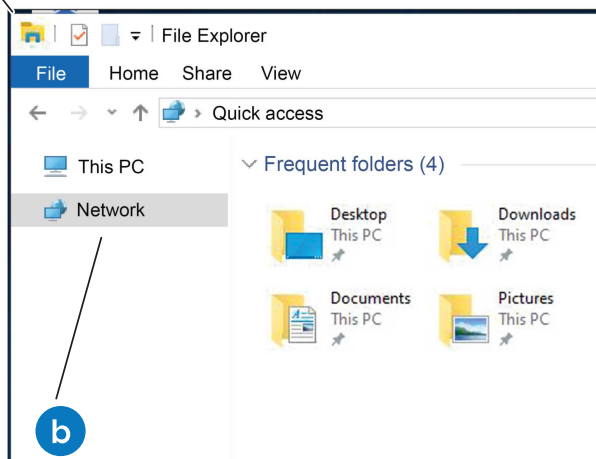 File Explorer
File Home Share View
Quick access
This PC
Network
Frequent folders (4)
Desktop
This PC
Downloads
This PC
Documents
This PC
Pictures
This PC
b